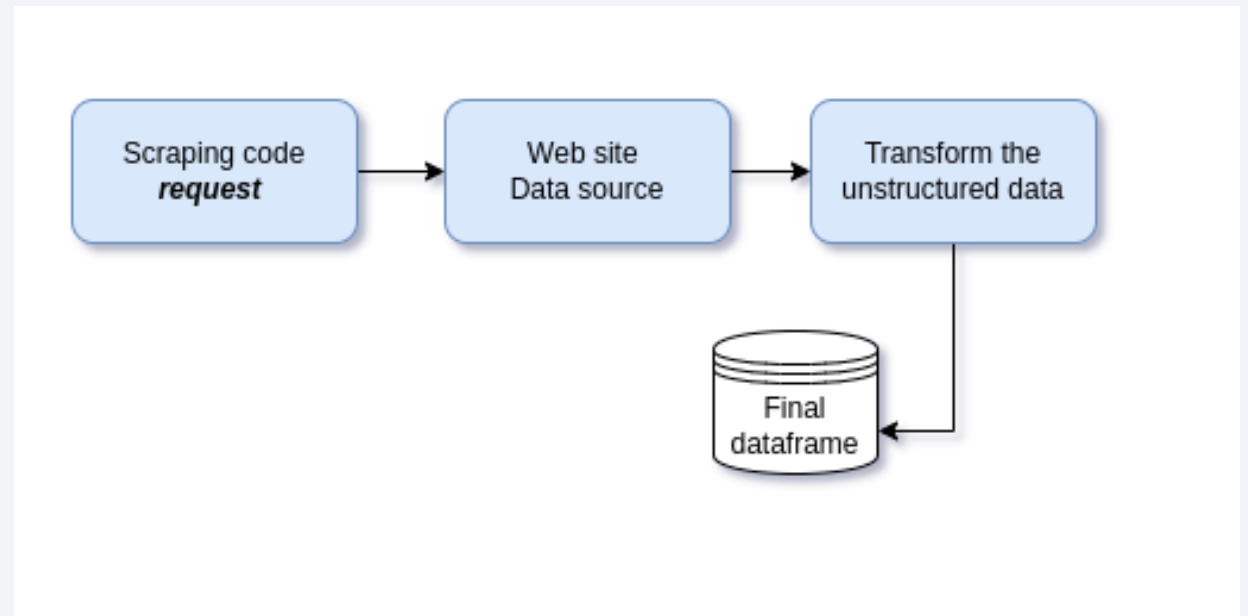 Scraping code
request
Web site
Data source
Transform the
unstructured data
Final
dataframe